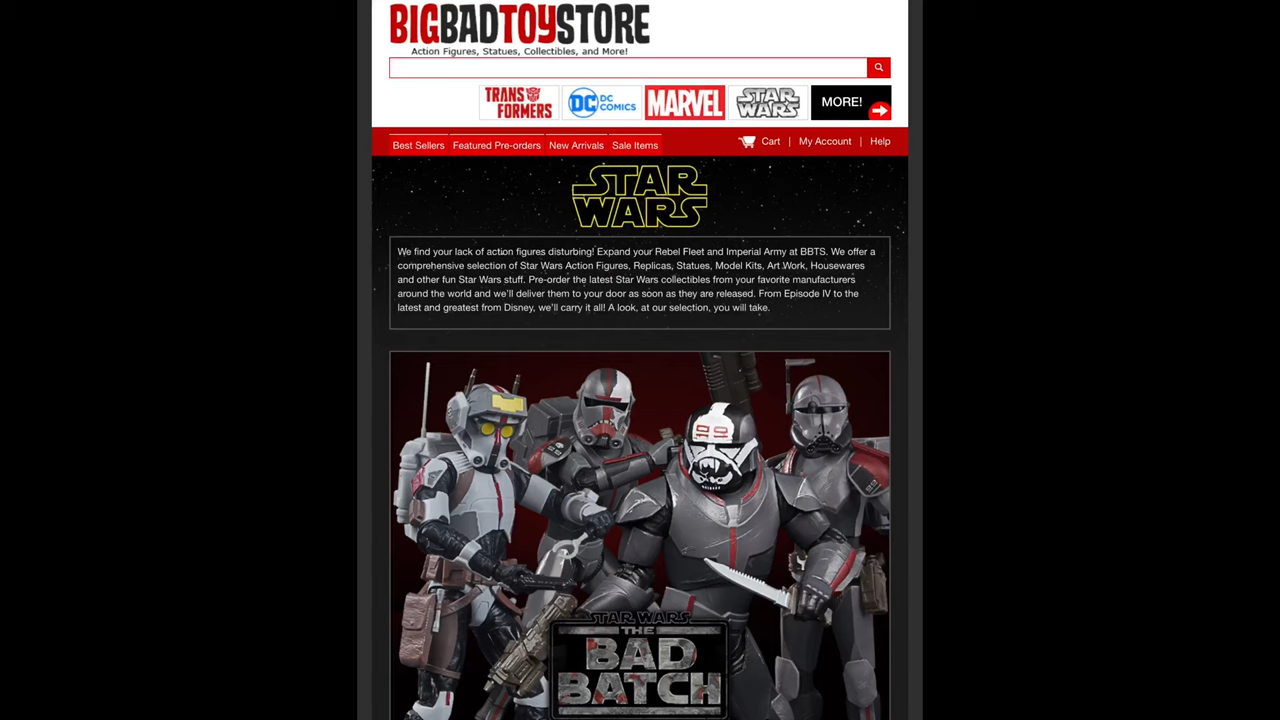 BIGBADTOYSTORE
Action Figures, Statues, Collectibles, and More!
TRANSFORMERS
DC DC COMICS
MARVEL
STAR WARS
MORE!
Best Sellers Featured Pre-orders New Arrivals Sale Items Cart | My Account | Help
STAR
WARS
We find your lack of action figures disturbing! Expand your Rebel Fleet and Imperial Army at BBTS. We offer a
comprehensive selection of Star Wars Action Figures, Replicas, Statues, Model Kits, Art Work, Housewares
and other fun Star Wars stuff. Pre-order the latest Star Wars collectibles from your favorite manufacturers
around the world and we'll deliver them to your door as soon as they are released. From Episode IV to the
latest and greatest from Disney, we'll carry it all! A look, at our selection, you will take.
STAR WARS
THE
BAD
BATCH